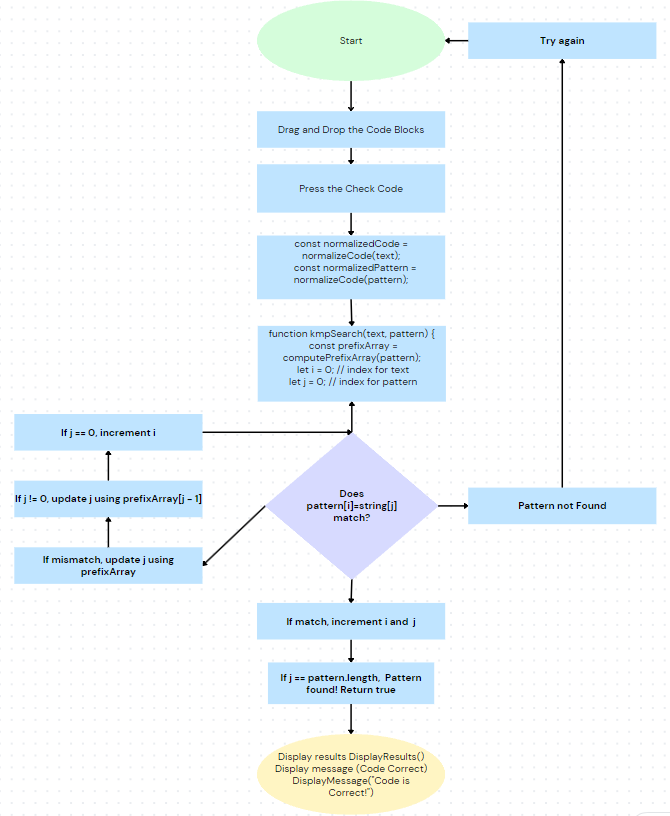 Start
Try again
Drag and Drop the Code Blocks
Press the Check Code
const normalizedCode =
normalizeCode(text);
const normalizedPattern =
normalizeCode(pattern);
function kmpSearch(text, pattern) {
const prefixArray =
computePrefixArray(pattern);
let i = 0; // index for text
let j = 0; // index for pattern
If j == 0, increment i
If j != 0, update j using prefixArray[j - 1]
If mismatch, update j using
prefixArray
Does
pattern[i]=string[j]
match?
Pattern not Found
If match, increment i and j
If j == pattern.length, Pattern
found! Return true
Display results DisplayResults()
Display message (Code Correct)
DisplayMessage("Code is
Correct!")